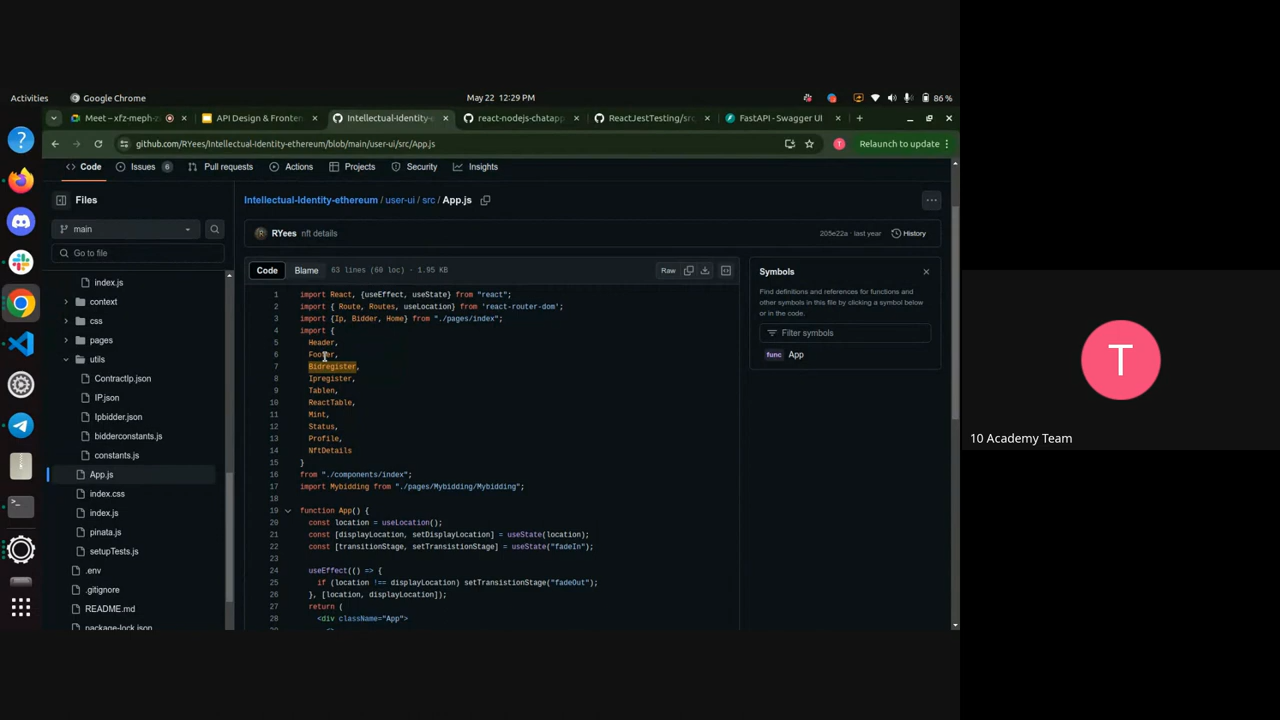 Activities
Google Chrome
May 22 12:29 PM
86 %
Meet – xfz-meph-z
API Design & Fronten
Intellectual-Identity-e
react-nodejs-chatapp
ReactJestTesting/src
FastAPI - Swagger UI
github.com/RYees/Intellectual-Identity-ethereum/blob/main/user-ui/src/App.js
Relaunch to update
Code
Issues 6
Pull requests
Actions
Projects
Security
Insights
Files
main
Go to file
index.js
context
css
pages
utils
ContractIp.json
IP.json
Ipbidder.json
bidderconstants.js
constants.js
App.js
index.css
index.js
pinata.js
setupTests.js
.env
.gitignore
README.md
package-lock.json
Intellectual-Identity-ethereum / user-ui / src / App.js
RYees nft details
205e22a · last year
History
Code
Blame
63 lines (60 loc) · 1.95 KB
Raw
1 import React, {useEffect, useState} from "react";
2 import { Route, Routes, useLocation} from 'react-router-dom';
3 import {Ip, Bidder, Home} from "./pages/index";
4 import {
5 Header,
6 Footer,
7 Bidregister,
8 Ipregister,
9 Tablen,
10 ReactTable,
11 Mint,
12 Status,
13 Profile,
14 NftDetails
15 }
16 from "./components/index";
17 import Mybidding from "./pages/Mybidding/Mybidding";
18
19 function App() {
20 const location = useLocation();
21 const [displayLocation, setDisplayLocation] = useState(location);
22 const [transitionStage, setTransistionStage] = useState("fadeIn");
23
24 useEffect(() => {
25 if (location !== displayLocation) setTransistionStage("fadeOut");
26 }, [location, displayLocation]);
27 return (
28 <div className="App">
Symbols
Find definitions and references for functions and
other symbols in this file by clicking a symbol below
or in the code.
Filter symbols
func App
T
10 Academy Team